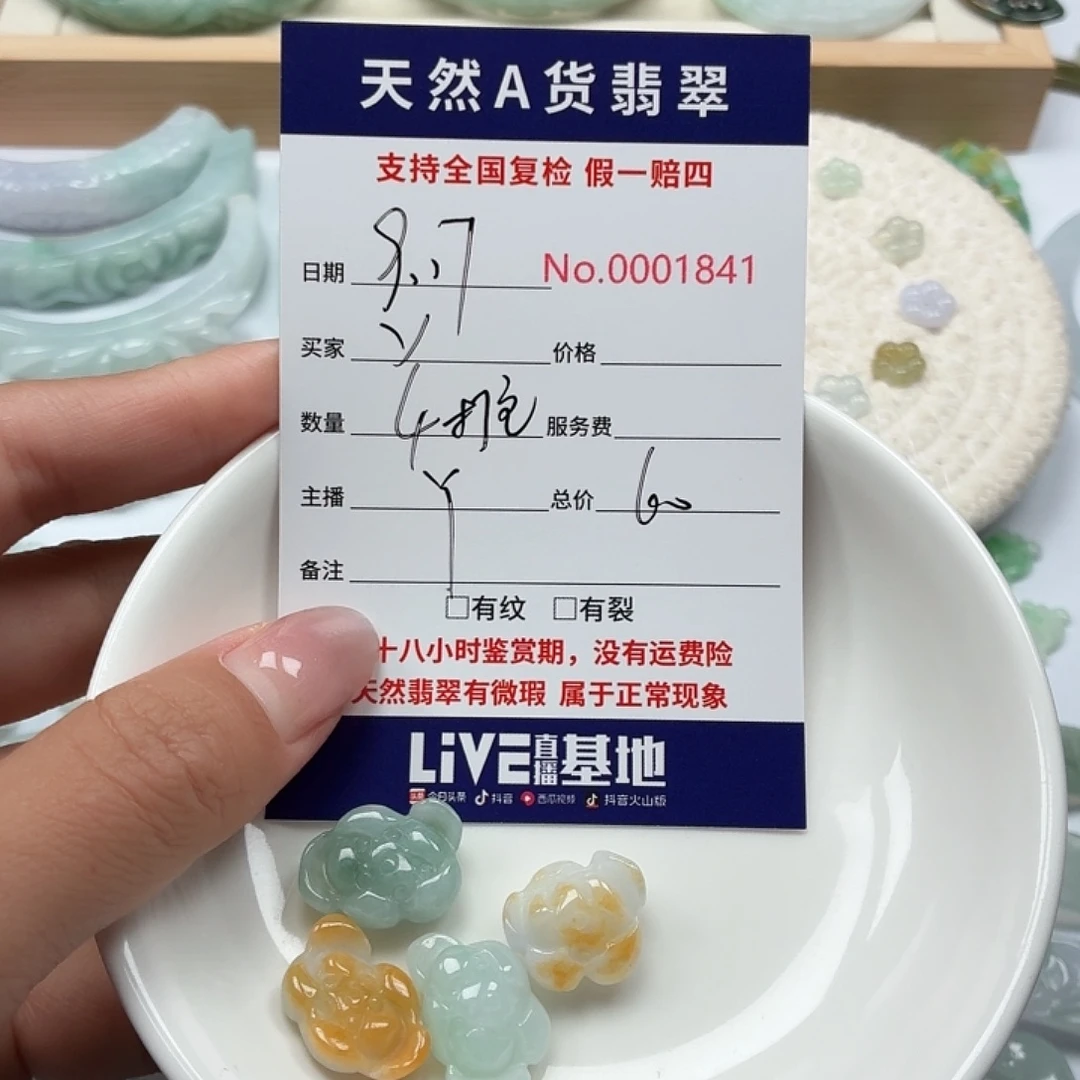 天然A货翡翠
支持全国复检 假一赔四
日期 No.0001841
买家 价格
数量 4 服务费
主播 Y 总价 60
备注
□有纹 □有裂
十八小时鉴赏期，没有运费险
天然翡翠有微瑕 属于正常现象
LiVE直播基地
头条 今日头条 抖音 西瓜视频 抖音火山版